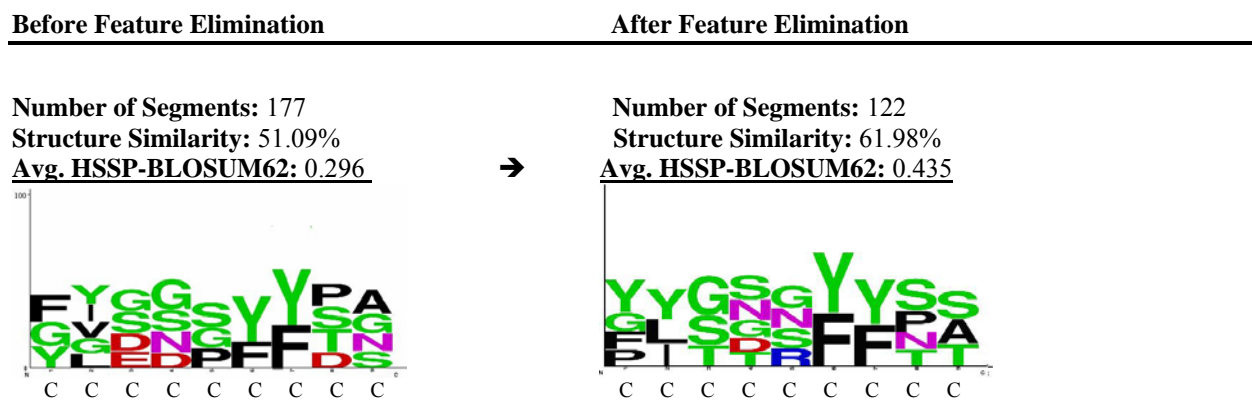 Before Feature Elimination After Feature Elimination
Number of Segments: 177 Number of Segments: 122
Structure Similarity: 51.09% Structure Similarity: 61.98%
Avg. HSSP-BLOSUM62: 0.296 ➔ Avg. HSSP-BLOSUM62: 0.435
100
F Y G G S Y Y P A Y Y G S G Y Y S S
G I S S G F F S G G L S N N F F P A
Y V D N P T N P I T G S N T
G E D D S D R T
L T
C C C C C C C C C C C C C C C C C C